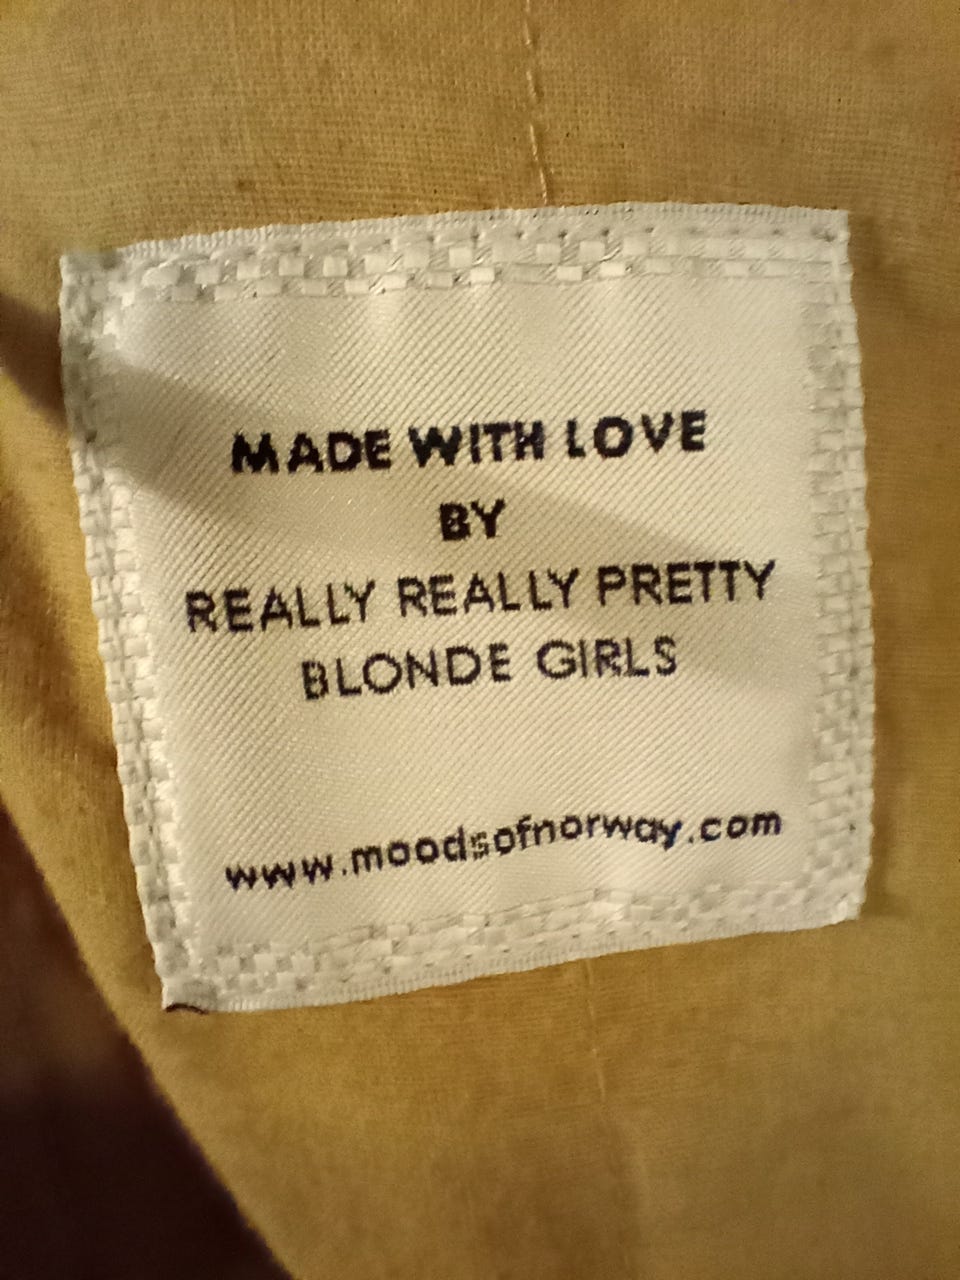 MADE WITH LOVE
BY
REALLY REALLY PRETTY
BLONDE GIRLS
www.moodsofnorway.com